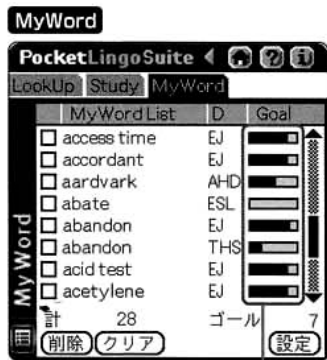 MyWord
PocketLingoSuite
LookUp Study MyWord
MyWord List D Goal
access time EJ
accordant EJ
aardvark AHD
abate ESL
abandon EJ
abandon THS
acid test EJ
acetylene EJ
MyWord
計 28 ゴール 7
削除 クリア 設定